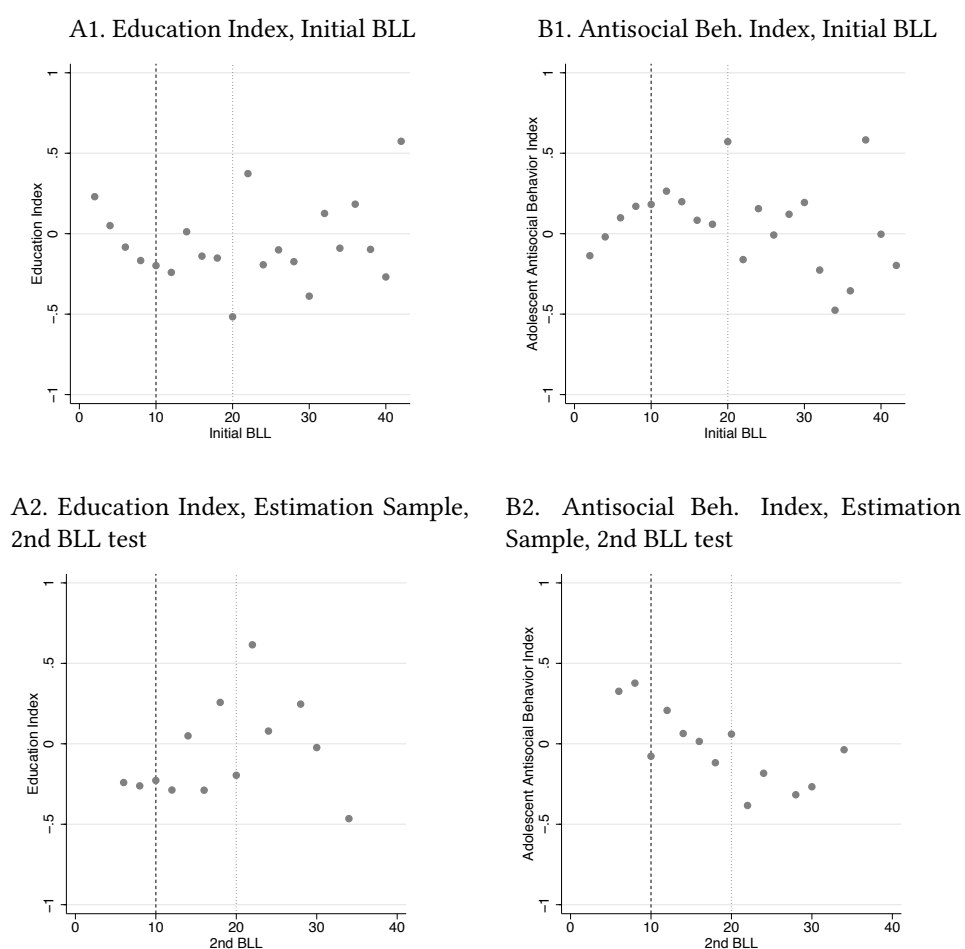 A1. Education Index, Initial BLL
Education Index
1
.5
0
-.5
-1
0 10 20 30 40
Initial BLL
B1. Antisocial Beh. Index, Initial BLL
Adolescent Antisocial Behavior Index
1
.5
0
-.5
-1
0 10 20 30 40
Initial BLL
A2. Education Index, Estimation Sample,
2nd BLL test
Education Index
1
.5
0
-.5
-1
0 10 20 30 40
2nd BLL
B2. Antisocial Beh. Index, Estimation
Sample, 2nd BLL test
Adolescent Antisocial Behavior Index
1
.5
0
-.5
-1
0 10 20 30 40
2nd BLL